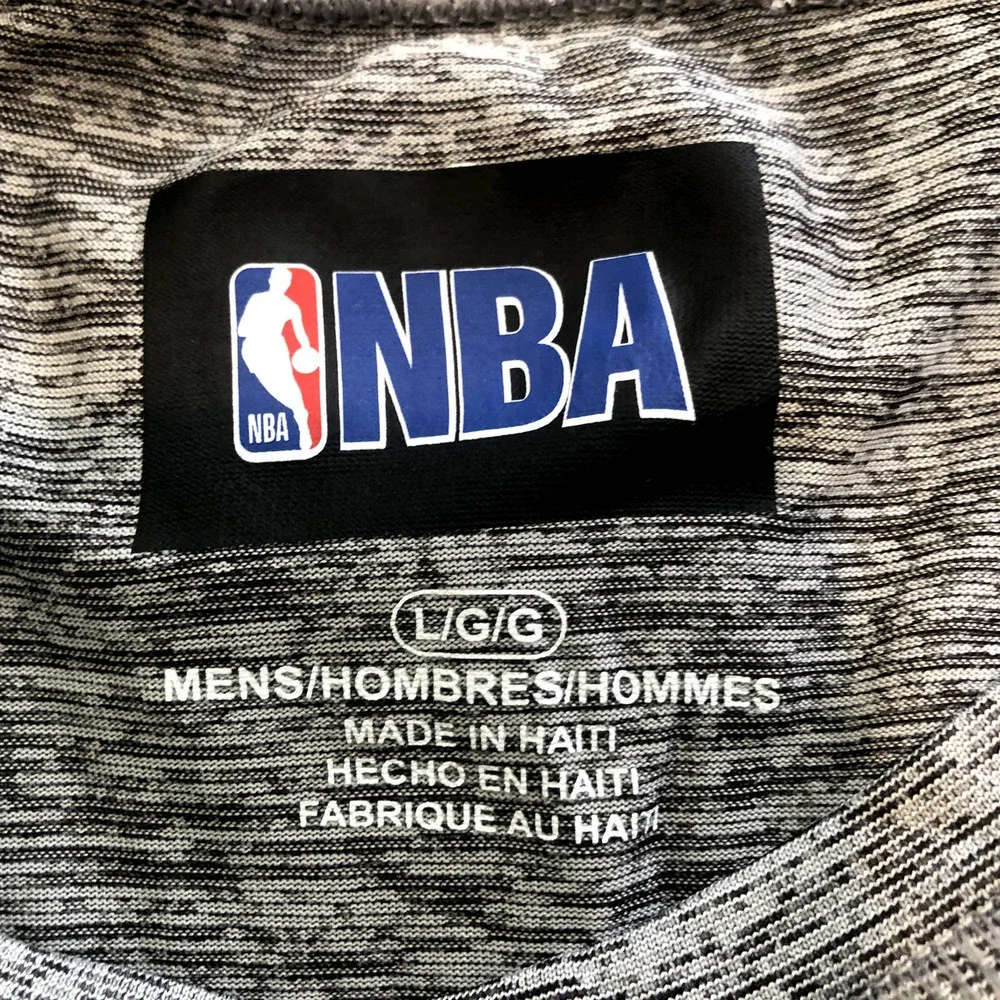 NBA NBA
L/G/G
MENS/HOMBRES/HOMMES
MADE IN HAITI
HECHO EN HAITI
FABRIQUE AU HAITI